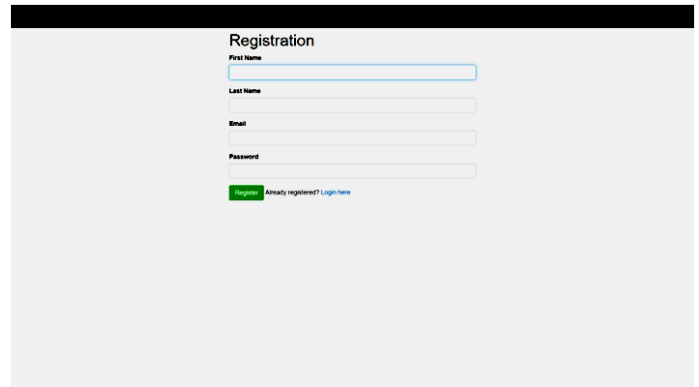 Registration
First Name
Last Name
Email
Password
Register Already registered? Login here